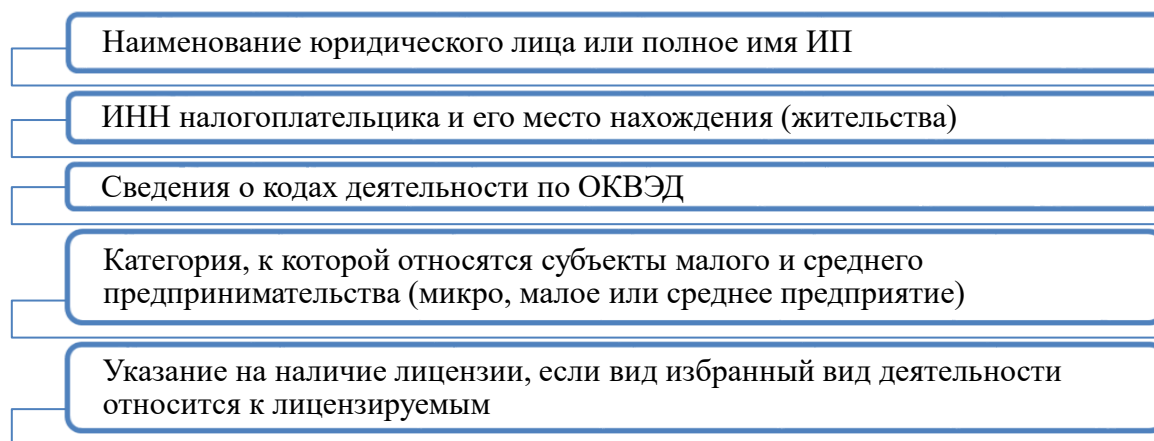 Наименование юридического лица или полное имя ИП
ИНН налогоплательцика и его место нахождения (жительства)
Сведения о кодах деятельности по ОКВЭД
Категория, к которой относятся субъекты малого и среднего
предпринимательства (микро, малое или среднее предприятие)
Указание на наличие лицензии, если вид избранный вид деятельности
относится к лицензируемым